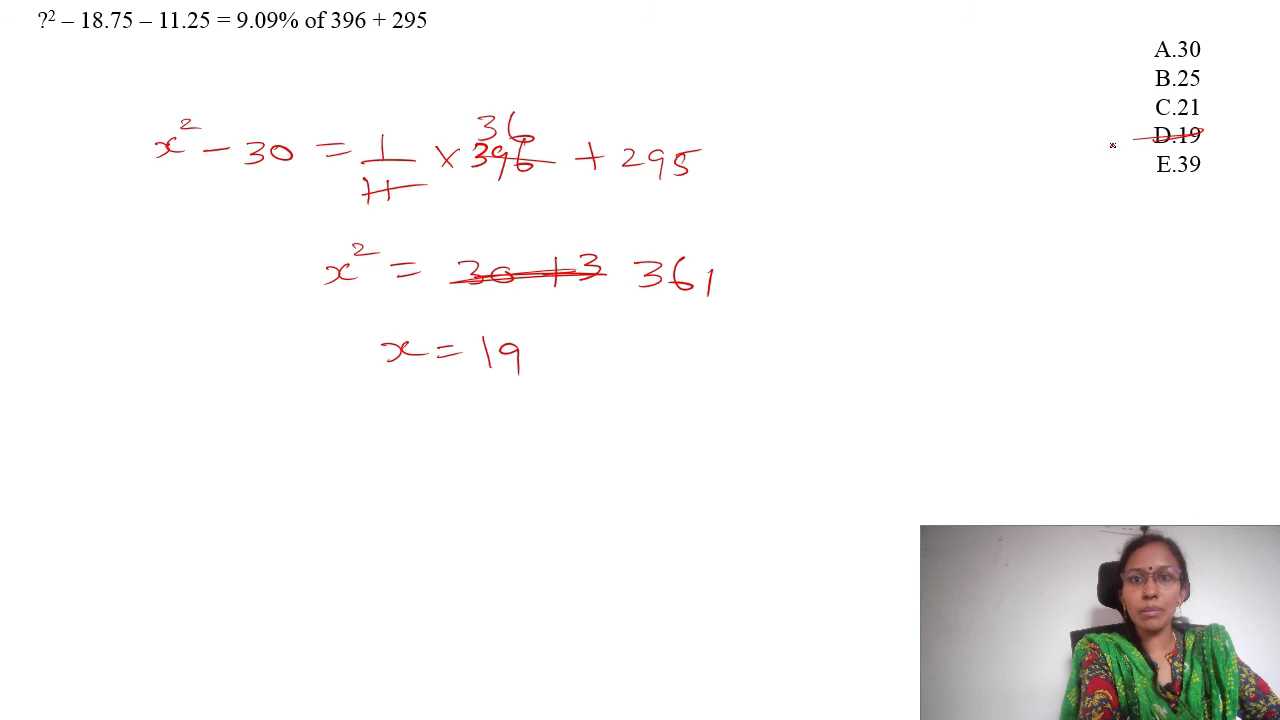 ?² – 18.75 – 11.25 = 9.09% of 396 + 295
A.30
B.25
C.21
D.19
E.39
36
x² – 30 = 1/11 × 396 + 295
x² = 30 + 3 361
x = 19